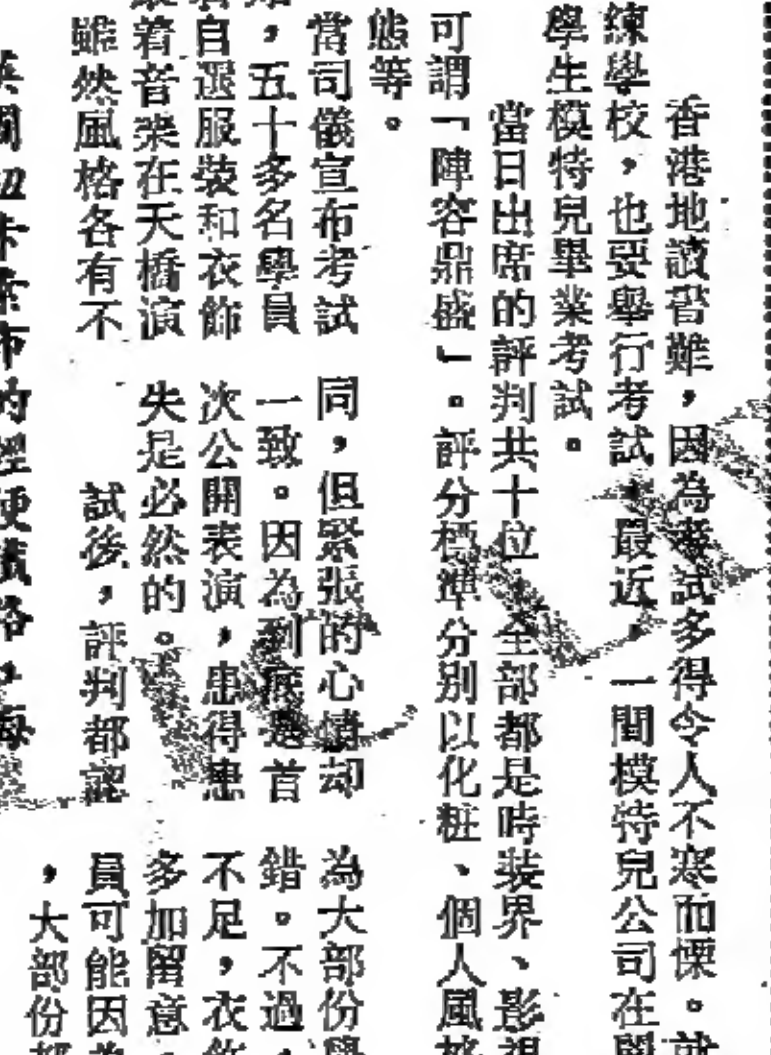 香港地讀書難，因為考試多得令人不寒而慄。就
練學校，也要舉行考試。最近，一間模特兒公司在開
學生模特兒畢業考試。
當日出席的評判共十位，全部都是時裝界、影視
可謂「陣容鼎盛」。評分標準分別以化粧、個人風格
態等。
當司儀宣布考試
，五十多名學員
着自選服裝和衣飾
着音樂在天橋演
雖然風格各有不
同，但緊張的心情却
一致。因為到底是首
次公開表演，患得患
失是必然的。
試後，評判都認
為大部份學
錯。不過，
不足，衣飾
多加留意，
員可能因為
，大部份都
的
，海